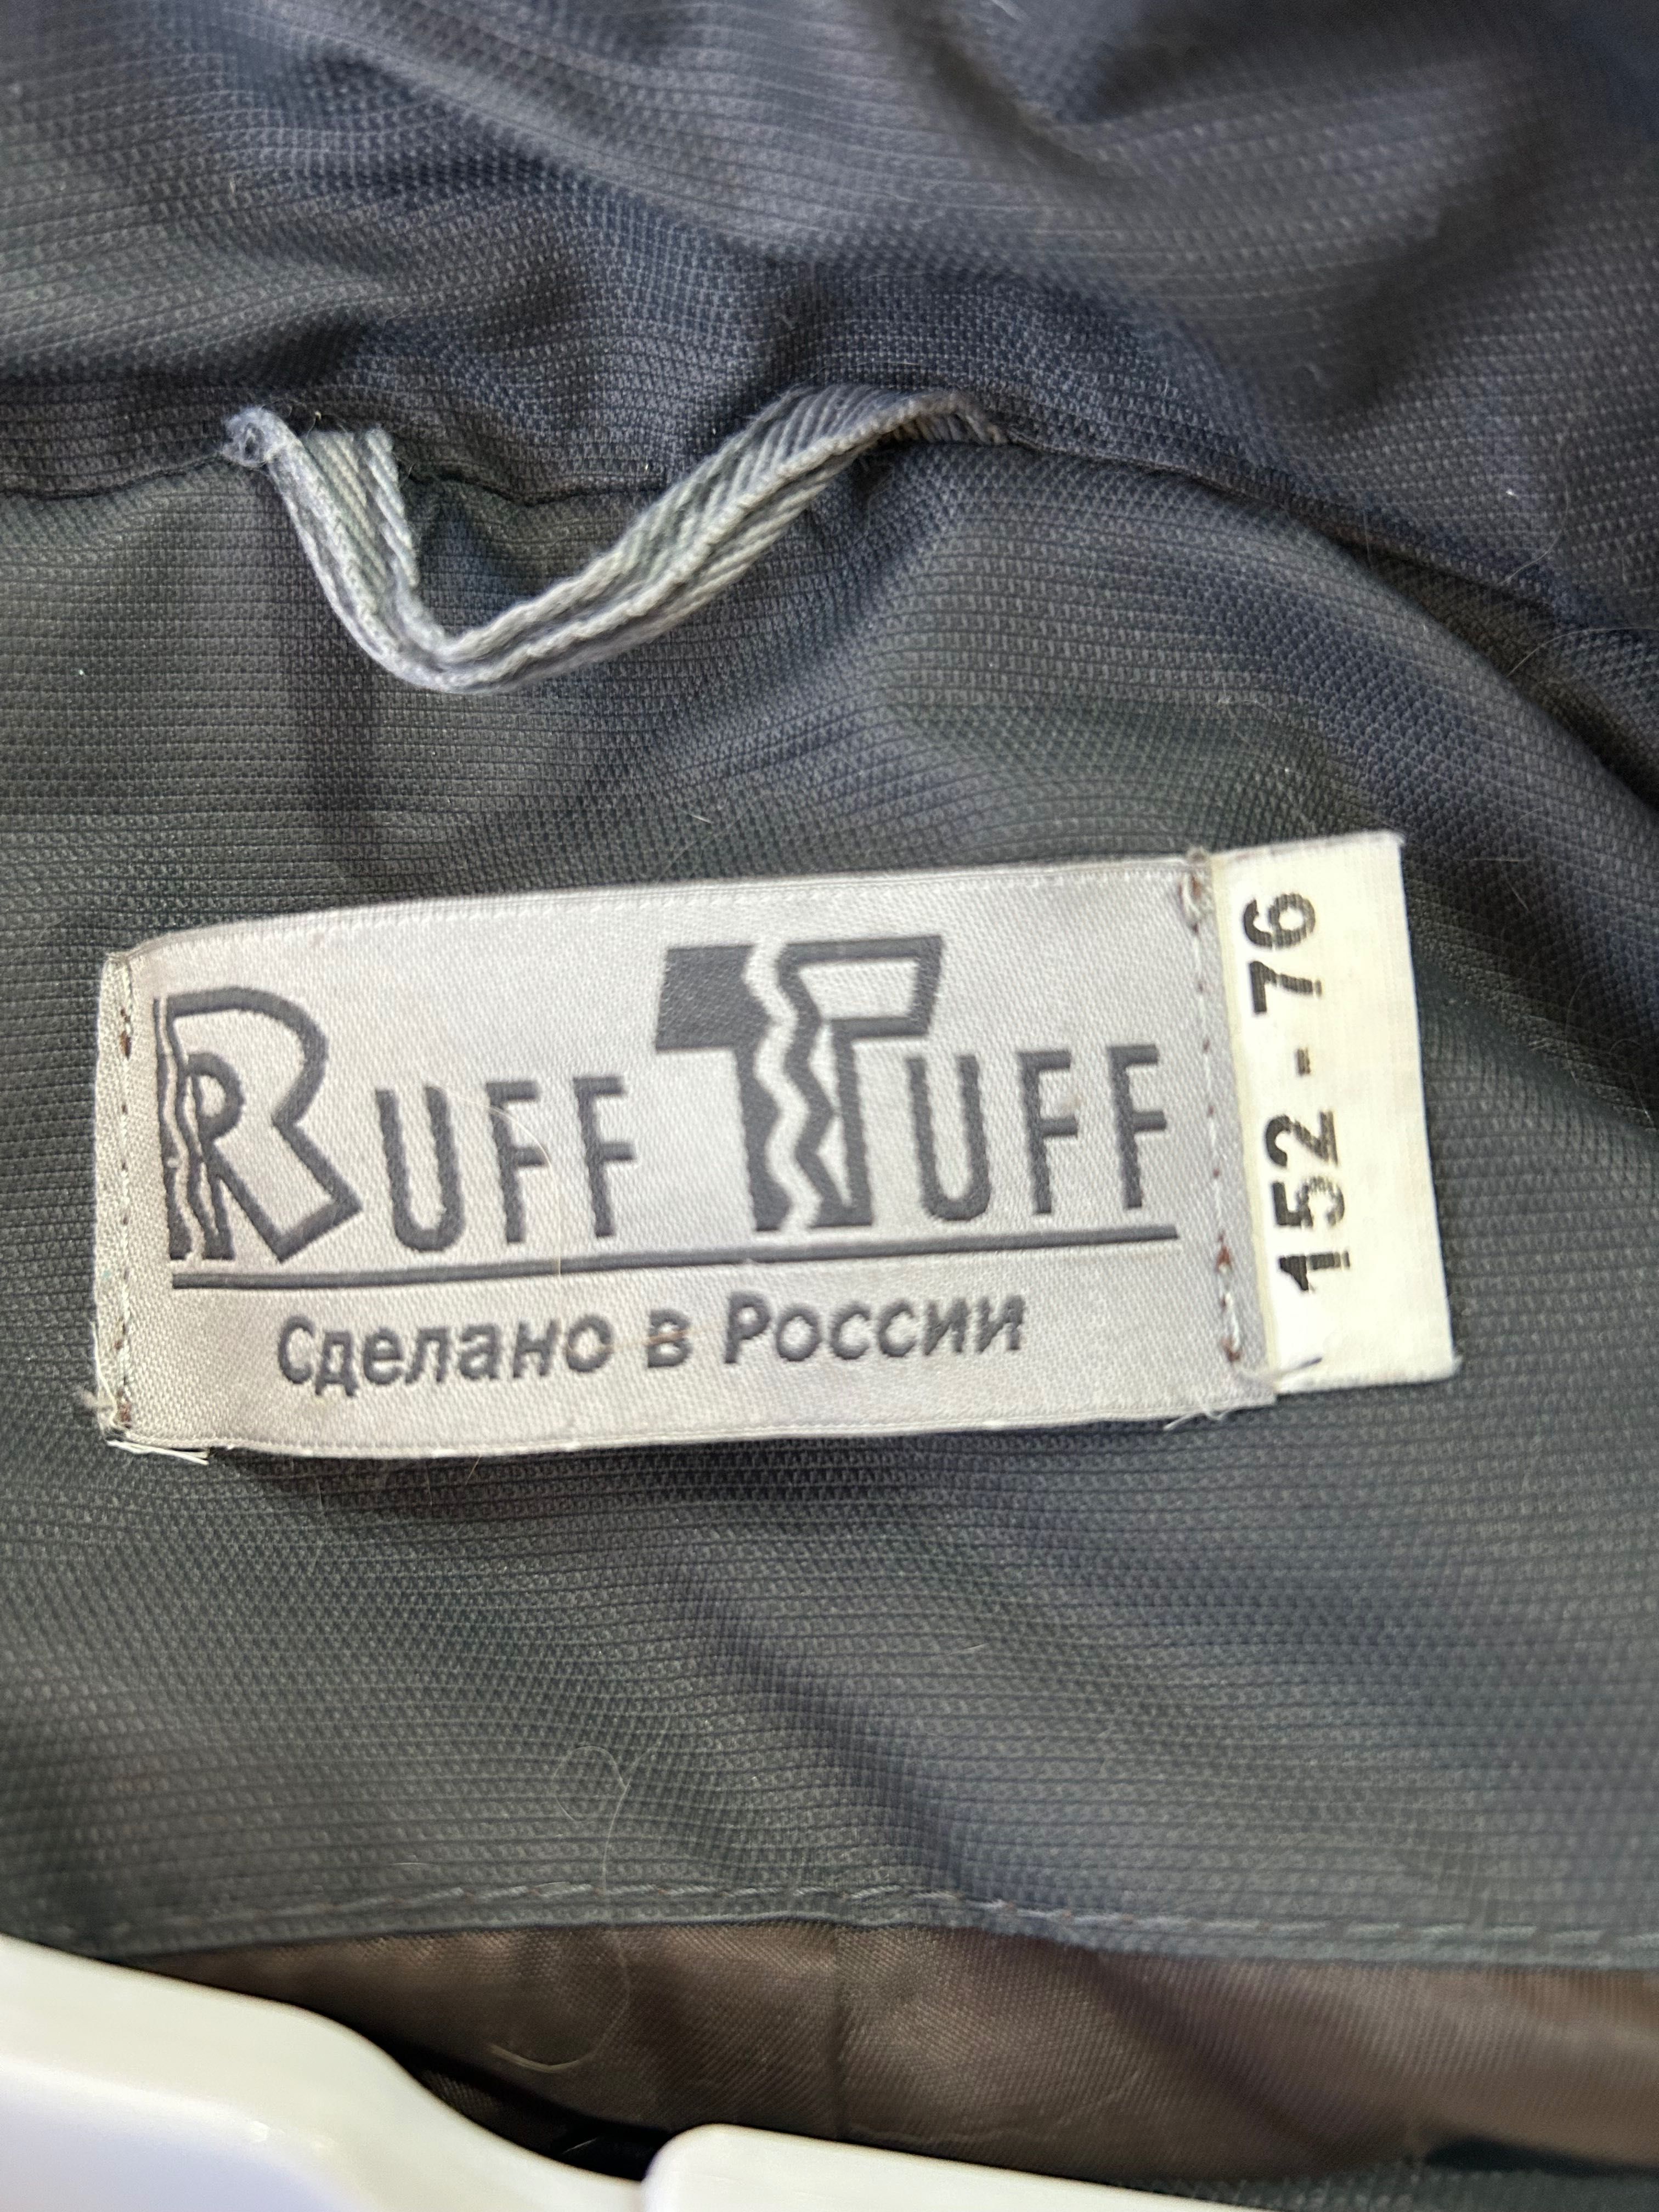 RUFF TUFF
Сделано в России
152 - 76